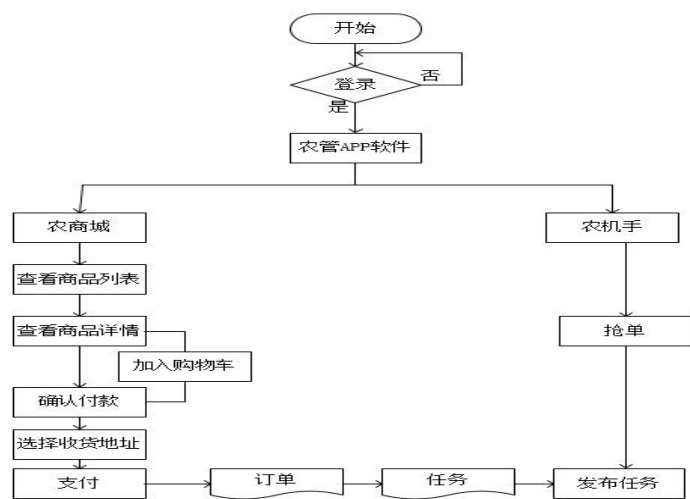 开始
登录
否
是
农管APP软件
农商城
农机手
查看商品列表
查看商品详情
抢单
加入购物车
确认付款
选择收货地址
支付
订单
任务
发布任务